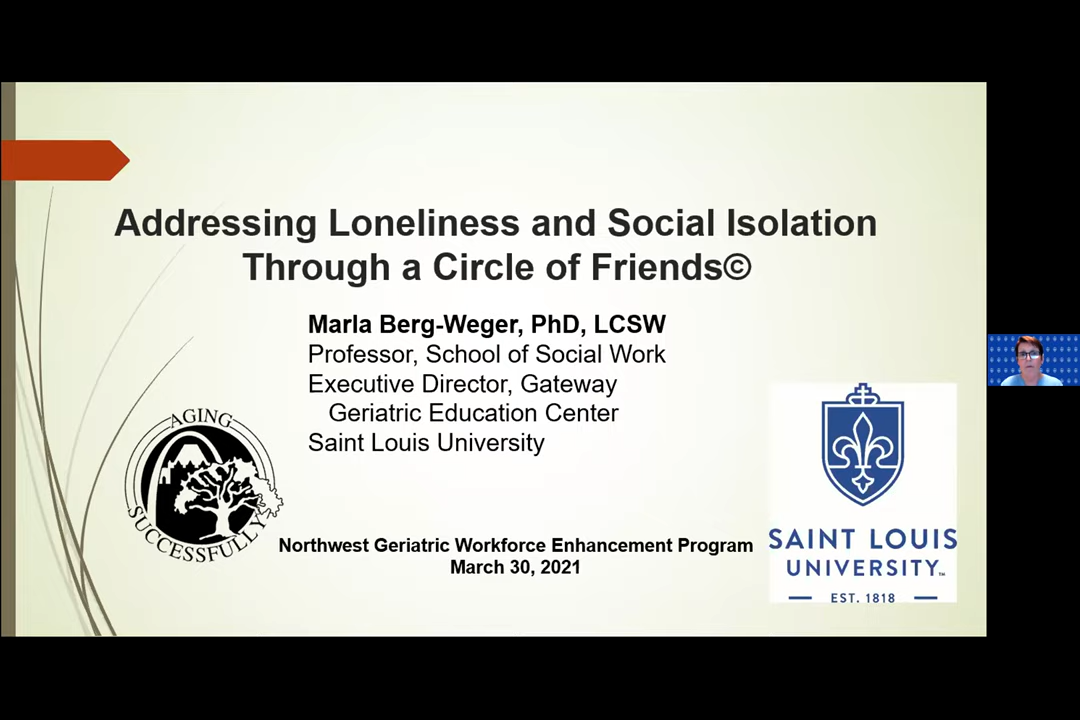 Addressing Loneliness and Social Isolation
Through a Circle of Friends©
Marla Berg-Weger, PhD, LCSW
Professor, School of Social Work
Executive Director, Gateway
Geriatric Education Center
Saint Louis University
AGING
SUCCESSFULLY
Northwest Geriatric Workforce Enhancement Program
March 30, 2021
SAINT LOUIS
UNIVERSITY™
EST. 1818